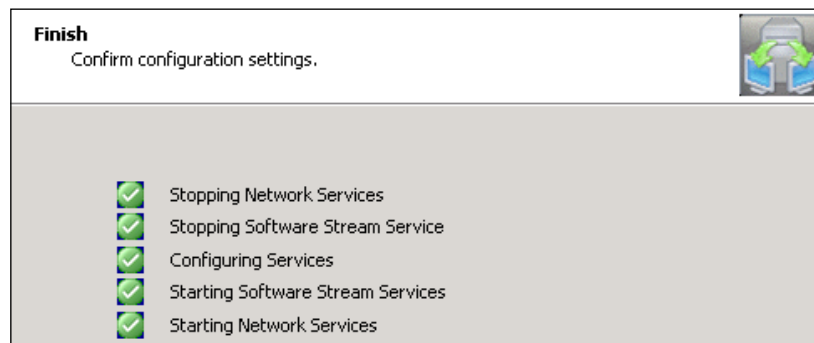 Finish
Confirm configuration settings.
Stopping Network Services
Stopping Software Stream Service
Configuring Services
Starting Software Stream Services
Starting Network Services